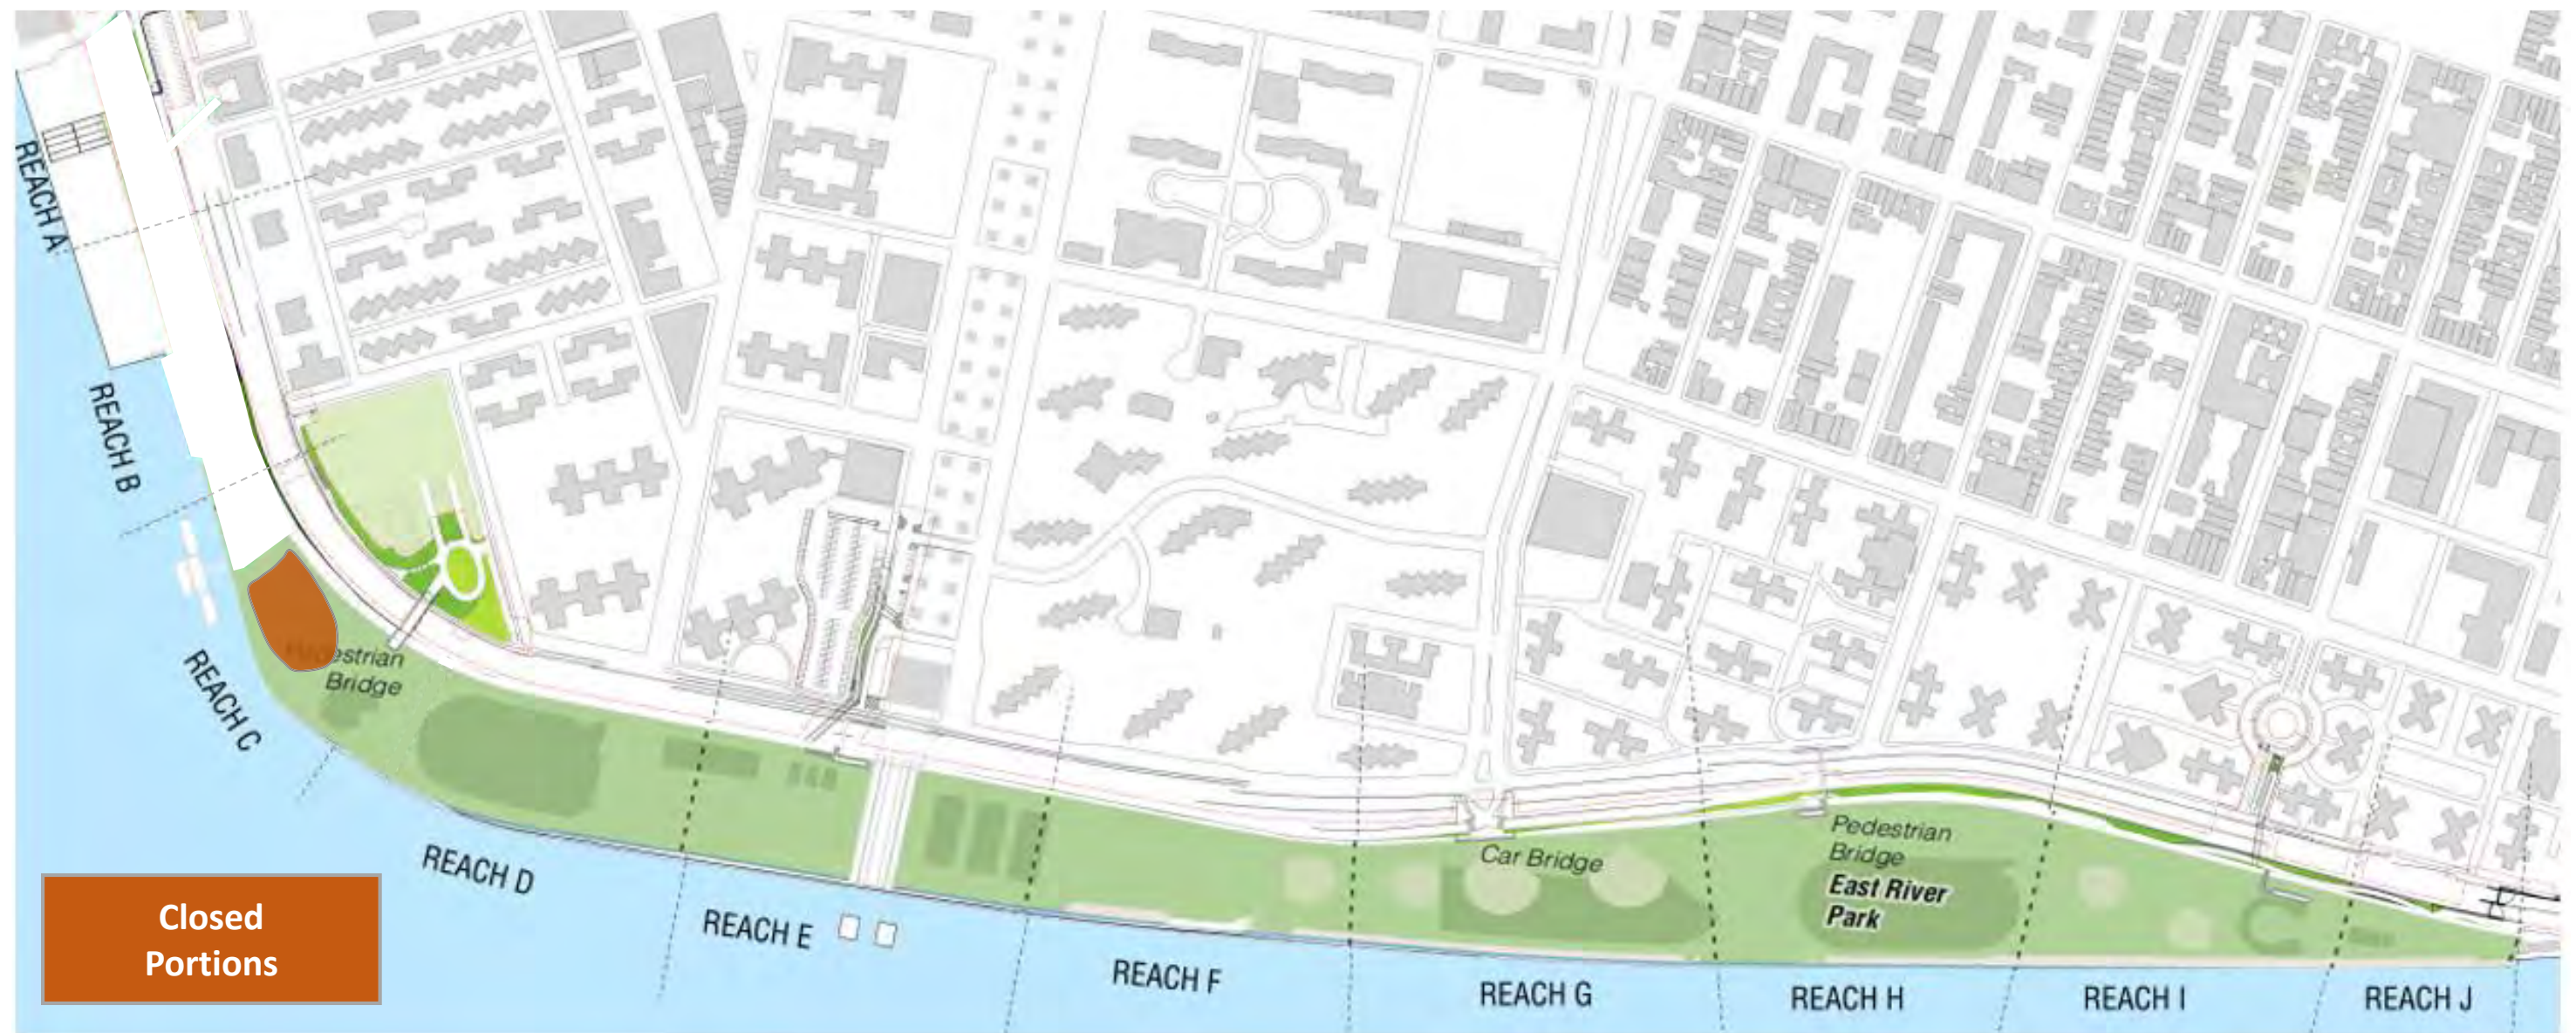 REACH A
REACH B
REACH C
estrian
Bridge
REACH D
REACH E
REACH F
Car Bridge
REACH G
Pedestrian
Bridge
East River
Park
REACH H
REACH I
REACH J
Closed
Portions